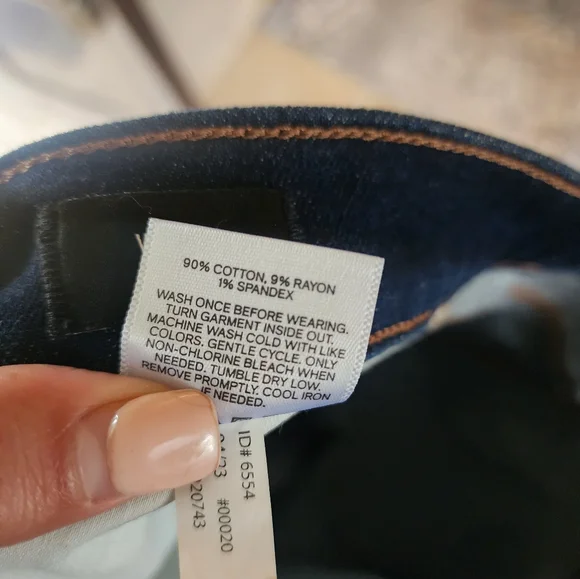 90% COTTON, 9% RAYON
1% SPANDEX
WASH ONCE BEFORE WEARING.
TURN GARMENT INSIDE OUT.
MACHINE WASH COLD WITH LIKE
COLORS. GENTLE CYCLE. ONLY
NON-CHLORINE BLEACH WHEN
NEEDED. TUMBLE DRY LOW.
REMOVE PROMPTLY. COOL IRON
IF NEEDED.
ID# 6554
#00020